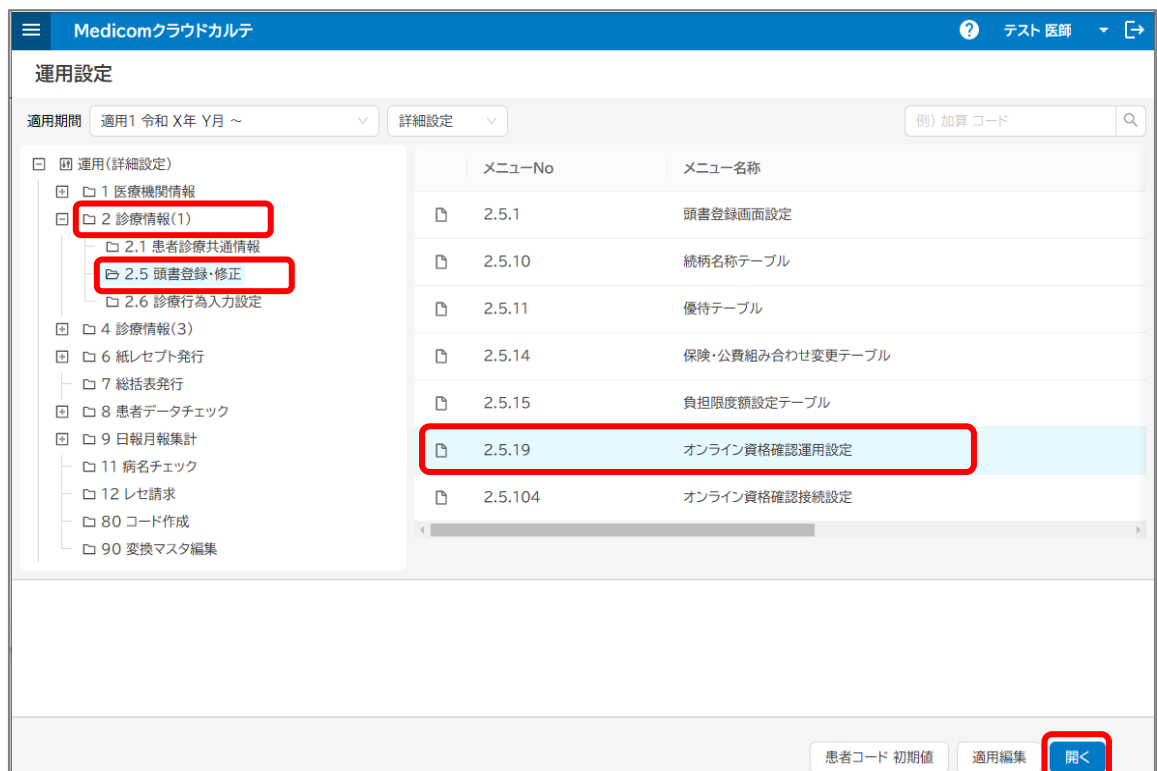 Medicomクラウドカルテ
? テスト 医師
運用設定
適用期間 適用1 令和 X年 Y月 ～ 詳細設定 例) 加算 コード
運用(詳細設定)
1 医療機関情報
2 診療情報(1)
2.1 患者診療共通情報
2.5 頭書登録・修正
2.6 診療行為入力設定
4 診療情報(3)
6 紙レセプト発行
7 総括表発行
8 患者データチェック
9 日報月報集計
11 病名チェック
12 レセ請求
80 コード作成
90 変換マスタ編集
メニューNo メニュー名称
2.5.1 頭書登録画面設定
2.5.10 続柄名称テーブル
2.5.11 優待テーブル
2.5.14 保険・公費組み合わせ変更テーブル
2.5.15 負担限度額設定テーブル
2.5.19 オンライン資格確認運用設定
2.5.104 オンライン資格確認接続設定
患者コード 初期値 適用編集 開く